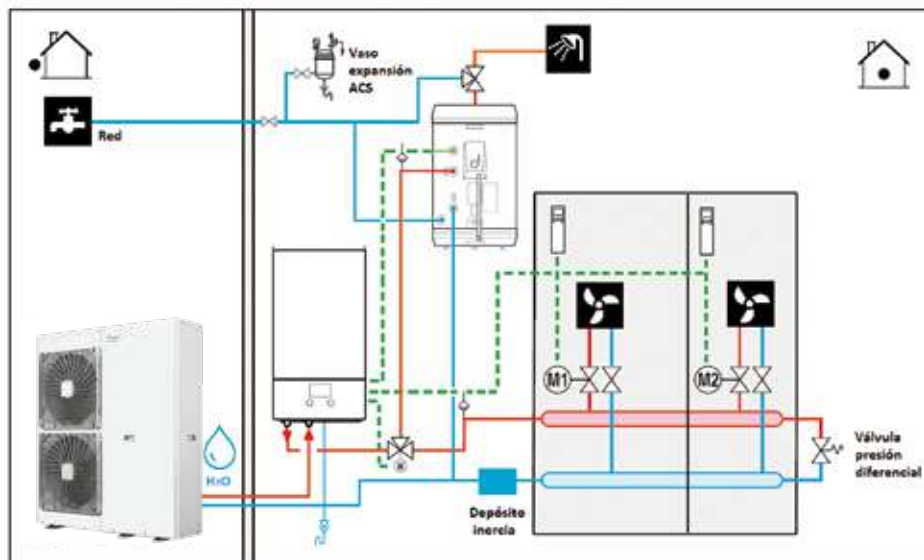 Vaso
expansión
ACS
Red
M1
M2
H₂O
Válvula
presión
diferencial
Depósito
inercia